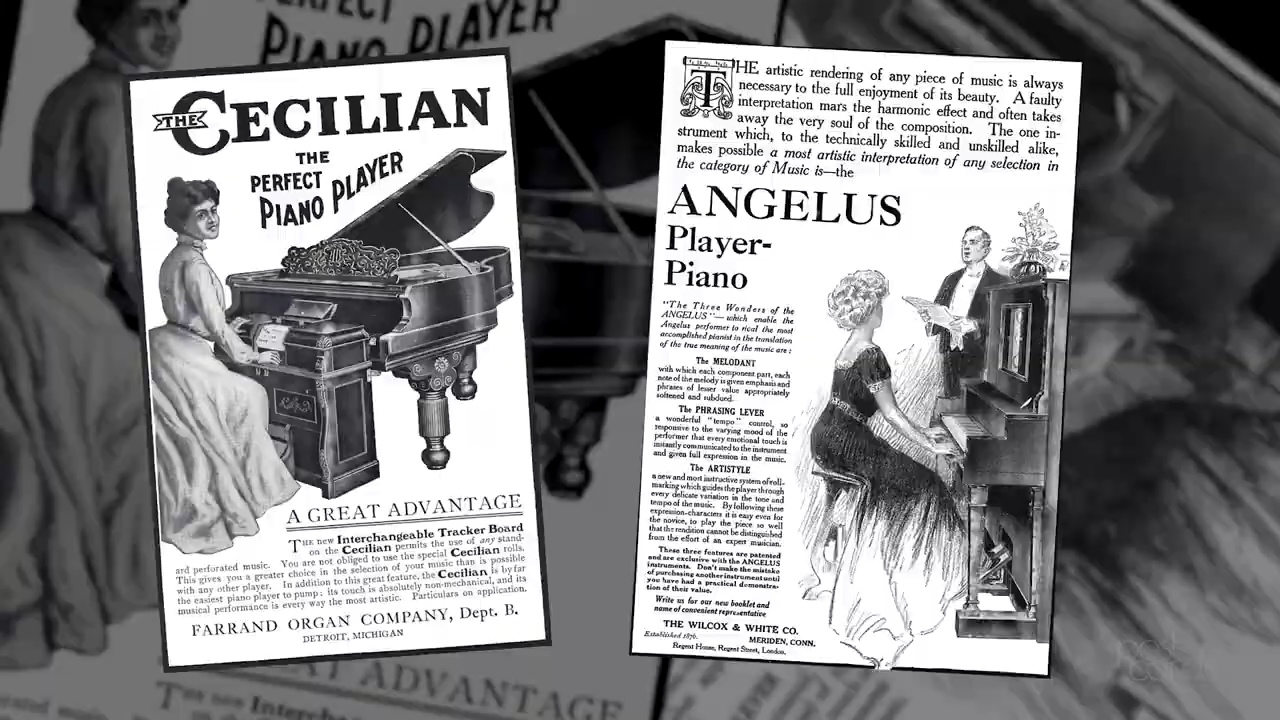 THE CECILIAN
THE
PERFECT
PIANO PLAYER
A GREAT ADVANTAGE
THE new Interchangeable Tracker Board
on the Cecilian permits the use of any stand-
ard perforated music. You are not obliged to use the special Cecilian rolls.
This gives you a greater choice in the selection of your music than is possible
with any other player. In addition to this great feature, the Cecilian is by far
the easiest piano player to pump: its touch is absolutely non-mechanical, and its
musical performance is every way the most artistic. Particulars on application.
FARRAND ORGAN COMPANY, Dept. B.
DETROIT, MICHIGAN
THE artistic rendering of any piece of music is always
necessary to the full enjoyment of its beauty. A faulty
interpretation mars the harmonic effect and often takes
away the very soul of the composition. The one in-
strument which, to the technically skilled and unskilled alike,
makes possible a most artistic interpretation of any selection in
the category of Music is—the
ANGELUS
Player-
Piano
"The Three Wonders of the
ANGELUS"—which enable the
Angelus performer to rival the most
accomplished pianist in the translation
of the true meaning of the music are:
The MELODANT
with which each component part, each
note of the melody is given emphasis and
phrases of lesser value appropriately
softened and subdued.
The PHRASING LEVER
a wonderful "tempo" control, so
responsive to the varying mood of the
performer that every emotional touch is
instantly communicated to the instrument
and given full expression in the music.
The ARTISTYLE
a new and most instructive system of roll-
marking which guides the player through
every delicate variation in the tone and
tempo of the music. By following these
expression-characters it is easy even for
the novice, to play the piece so well
that the rendition cannot be distinguished
from the effort of an expert musician.
These three features are patented
and are exclusive with the ANGELUS
instruments. Don't make the mistake
of purchasing another instrument until
you have had a practical demonstra-
tion of their value.
Write us for our new booklet and
name of convenient representative
THE WILCOX & WHITE CO.
Established 1876. MERIDEN, CONN.
Regent House, Regent Street, London.
PERFECT
PIANO PLAYER
GREAT ADVANTAGE